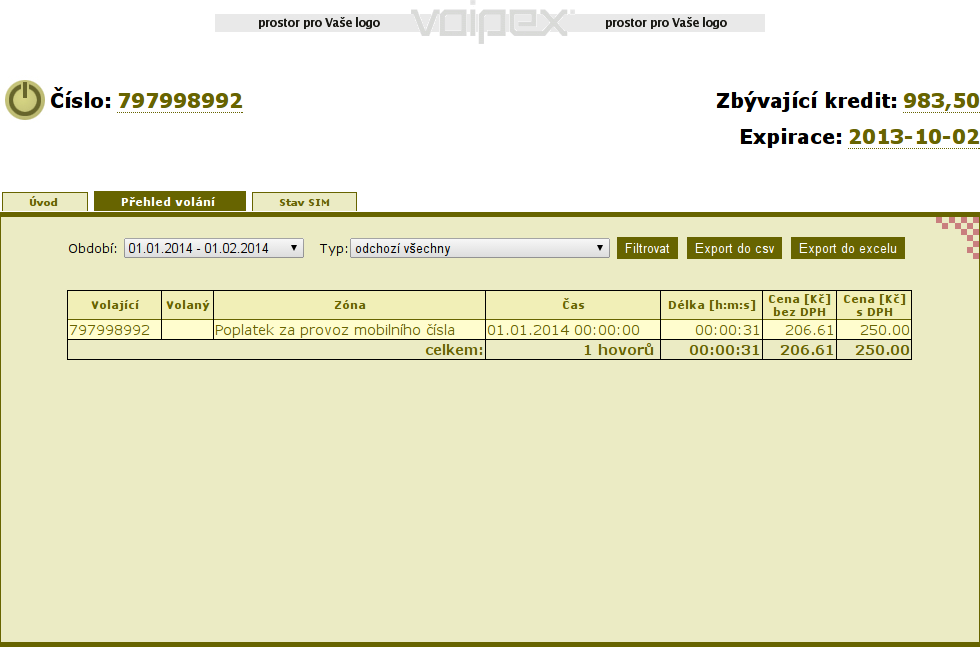 prostor pro Vaše logo voipex prostor pro Vaše logo
Číslo: 797998992 Zbývající kredit: 983,50
Expirace: 2013-10-02
Úvod Přehled volání Stav SIM
Období: 01.01.2014 - 01.02.2014 Typ: odchozí všechny Filtrovat Export do csv Export do excelu
Volající Volaný Zóna Čas Délka [h:m:s] Cena [Kč] bez DPH Cena [Kč] s DPH
797998992 Poplatek za provoz mobilního čísla 01.01.2014 00:00:00 00:00:31 206.61 250.00
celkem: 1 hovorů 00:00:31 206.61 250.00